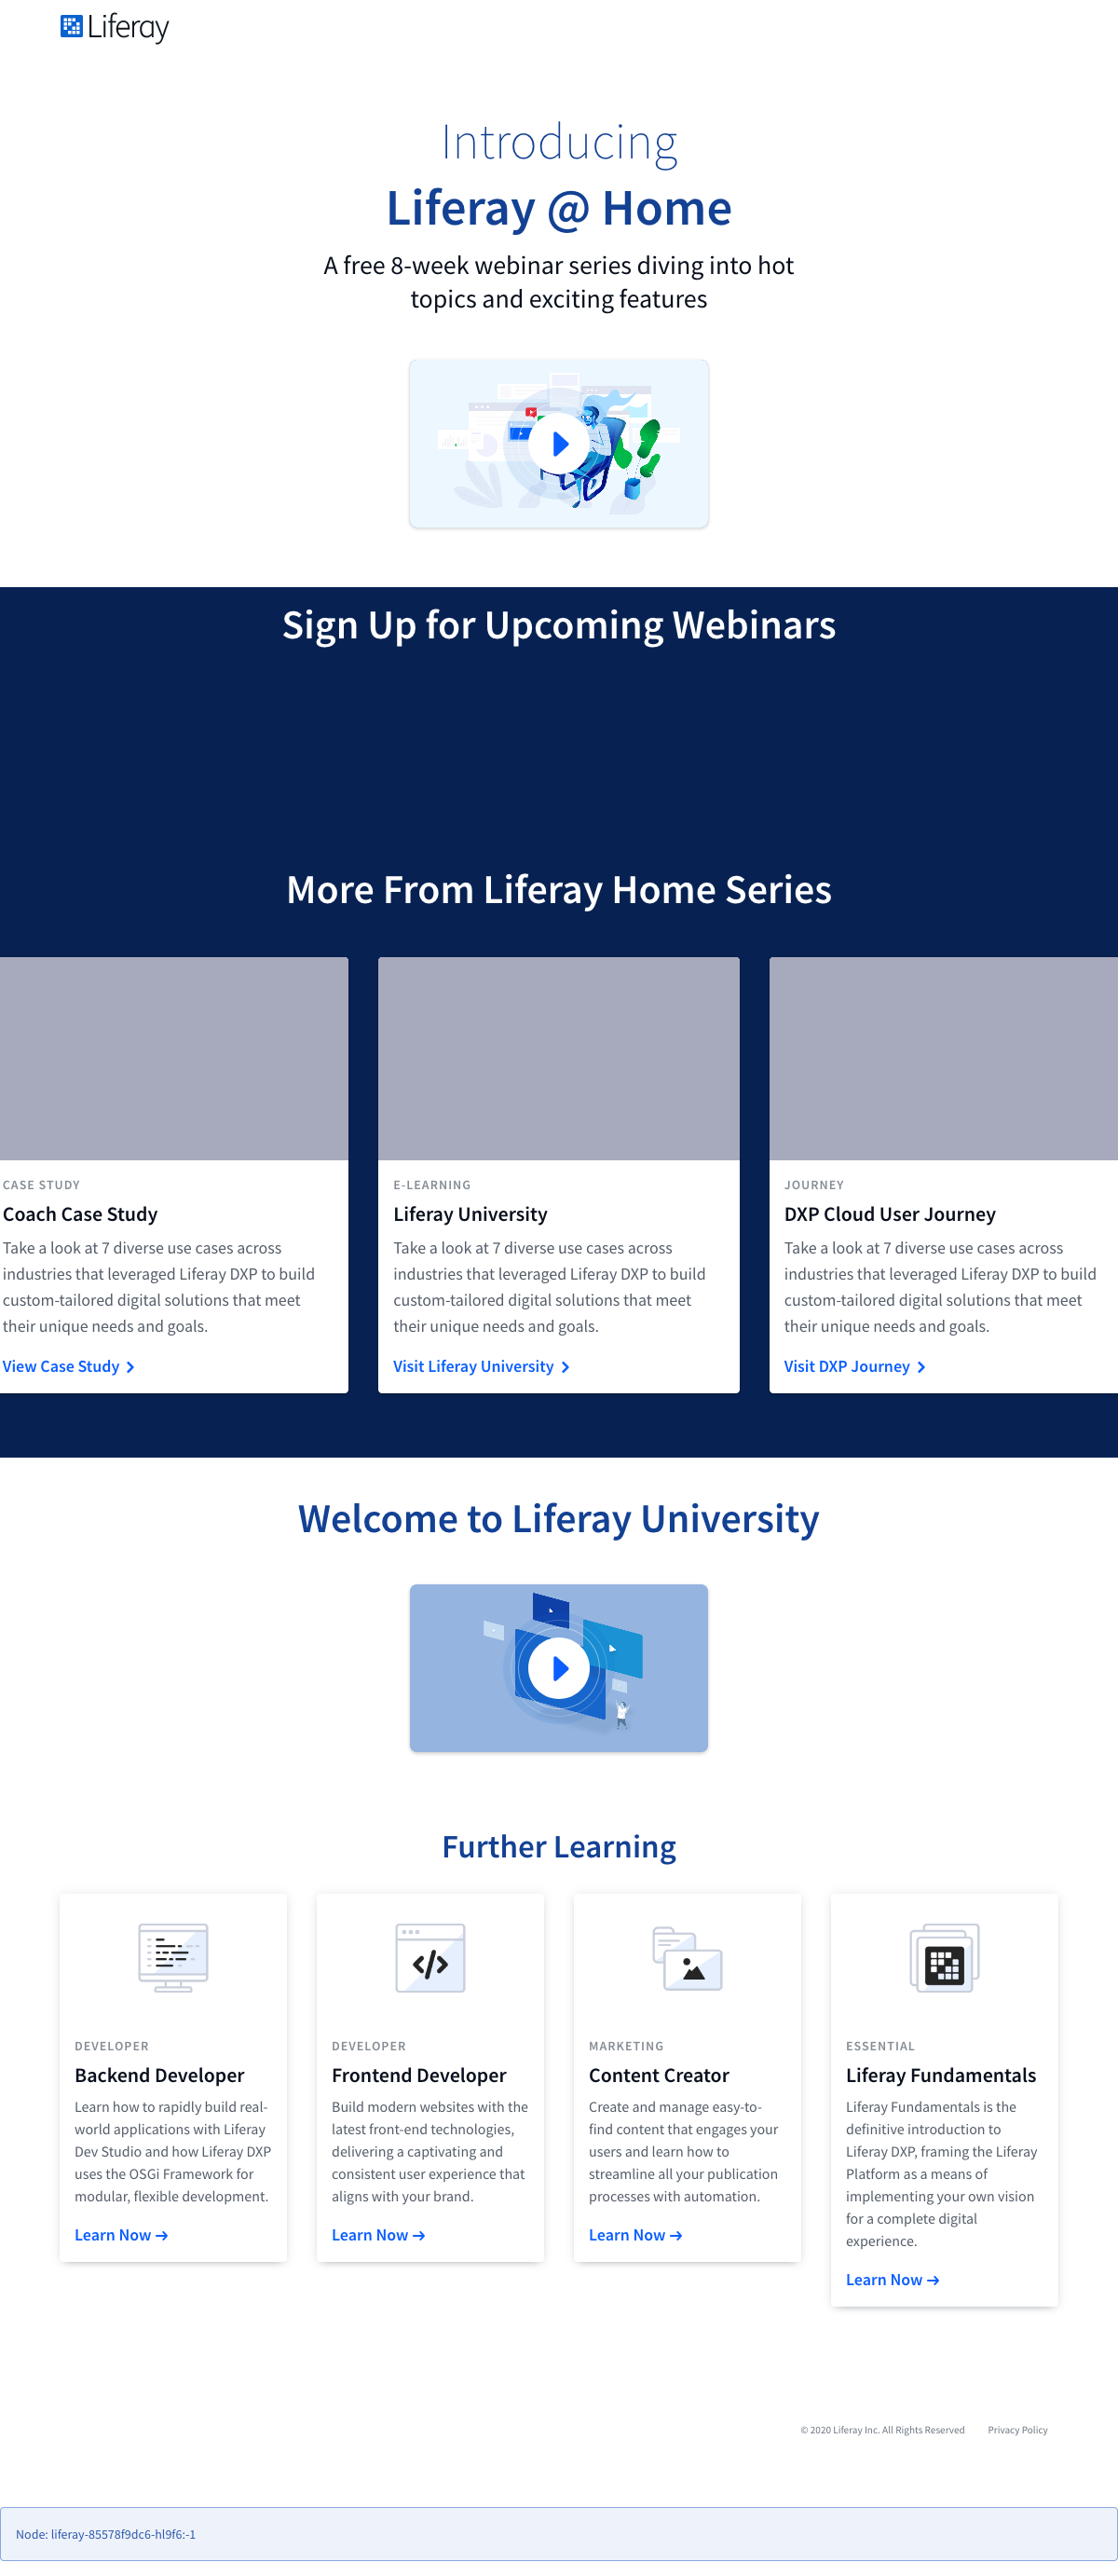 Liferay
Introducing
Liferay @ Home
A free 8-week webinar series diving into hot
topics and exciting features
Sign Up for Upcoming Webinars
More From Liferay Home Series
CASE STUDY
Coach Case Study
Take a look at 7 diverse use cases across
industries that leveraged Liferay DXP to build
custom-tailored digital solutions that meet
their unique needs and goals.
View Case Study
E-LEARNING
Liferay University
Take a look at 7 diverse use cases across
industries that leveraged Liferay DXP to build
custom-tailored digital solutions that meet
their unique needs and goals.
Visit Liferay University
JOURNEY
DXP Cloud User Journey
Take a look at 7 diverse use cases across
industries that leveraged Liferay DXP to build
custom-tailored digital solutions that meet
their unique needs and goals.
Visit DXP Journey
Welcome to Liferay University
Further Learning
DEVELOPER
Backend Developer
Learn how to rapidly build real-
world applications with Liferay
Dev Studio and how Liferay DXP
uses the OSGi Framework for
modular, flexible development.
Learn Now →
DEVELOPER
Frontend Developer
Build modern websites with the
latest front-end technologies,
delivering a captivating and
consistent user experience that
aligns with your brand.
Learn Now →
MARKETING
Content Creator
Create and manage easy-to-
find content that engages your
users and learn how to
streamline all your publication
processes with automation.
Learn Now →
ESSENTIAL
Liferay Fundamentals
Liferay Fundamentals is the
definitive introduction to
Liferay DXP, framing the Liferay
Platform as a means of
implementing your own vision
for a complete digital
experience.
Learn Now →
© 2020 Liferay Inc. All Rights Reserved
Privacy Policy
Node: liferay-85578f9dc6-hl9f6:-1